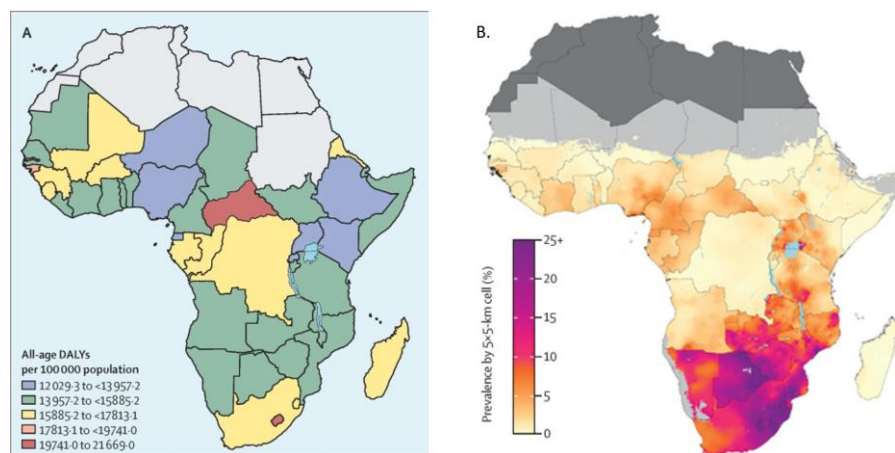 A
B.
All-age DALYs
per 100 000 population
12 029·3 to <13 957·2
13 957·2 to <15 885·2
15 885·2 to <17 813·1
17 813·1 to <19 741·0
19 741·0 to 21 669·0
Prevalence by 5×5-km cell (%)
25+
20
15
10
5
0